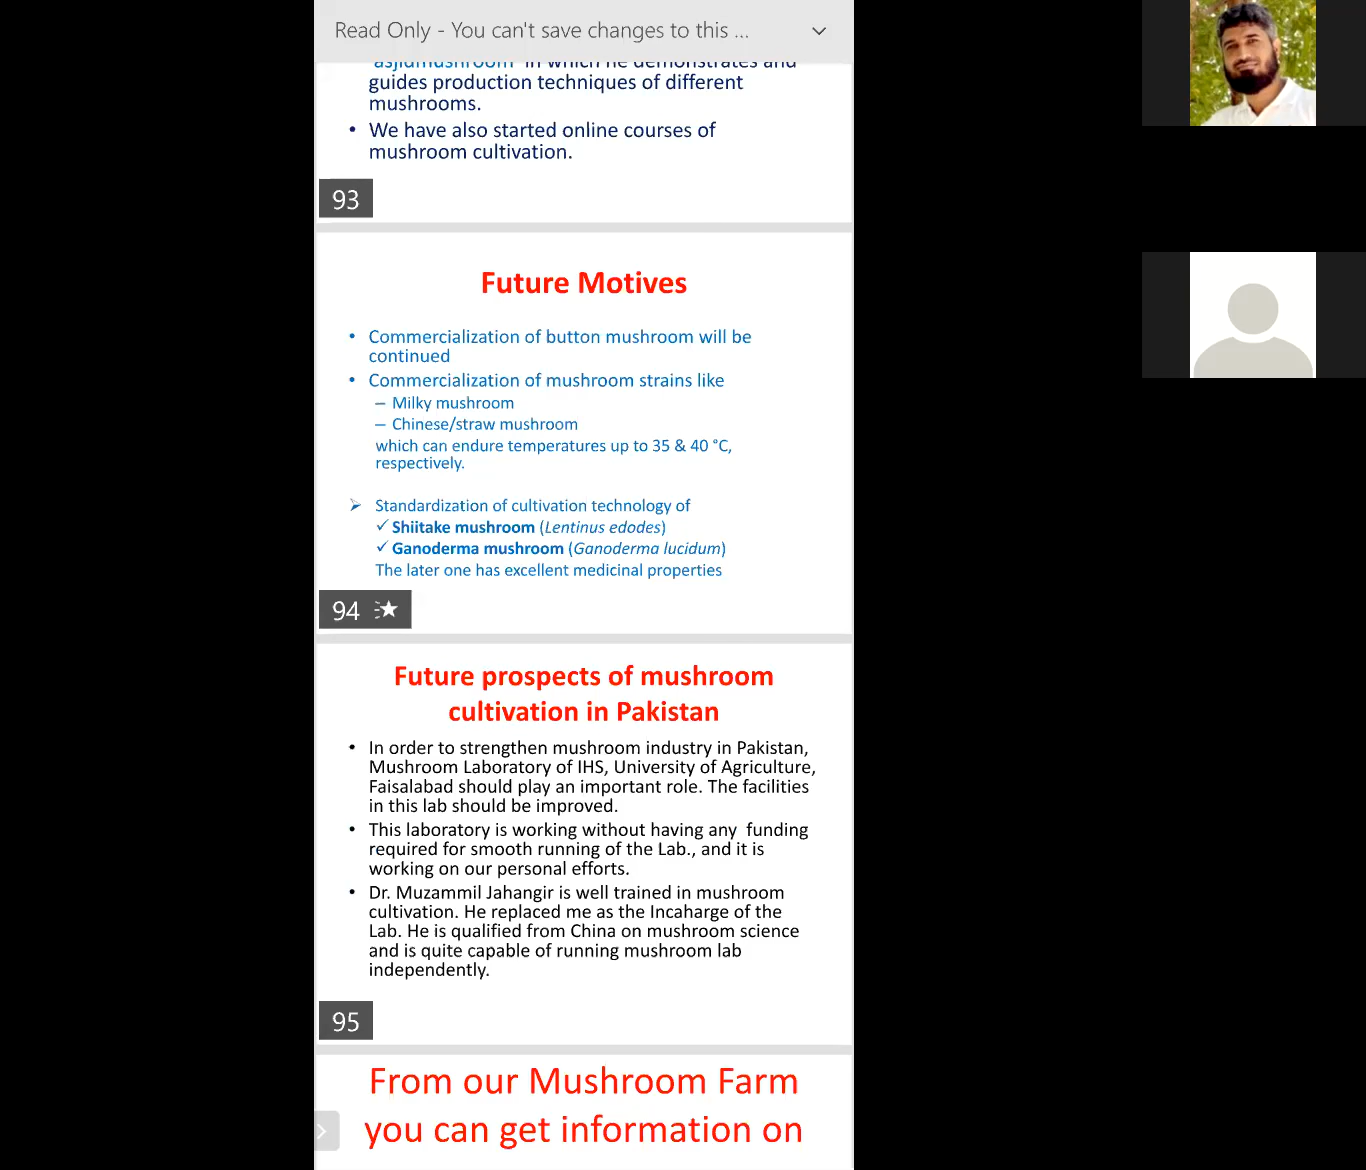 Read Only - You can't save changes to this ...
asjidmushroom in which he demonstrates and
guides production techniques of different
mushrooms.
• We have also started online courses of
mushroom cultivation.
93
Future Motives
• Commercialization of button mushroom will be
continued
• Commercialization of mushroom strains like
– Milky mushroom
– Chinese/straw mushroom
which can endure temperatures up to 35 & 40 °C,
respectively.
➢ Standardization of cultivation technology of
✓ Shiitake mushroom (Lentinus edodes)
✓ Ganoderma mushroom (Ganoderma lucidum)
The later one has excellent medicinal properties
94
Future prospects of mushroom
cultivation in Pakistan
• In order to strengthen mushroom industry in Pakistan,
Mushroom Laboratory of IHS, University of Agriculture,
Faisalabad should play an important role. The facilities
in this lab should be improved.
• This laboratory is working without having any funding
required for smooth running of the Lab., and it is
working on our personal efforts.
• Dr. Muzammil Jahangir is well trained in mushroom
cultivation. He replaced me as the Incaharge of the
Lab. He is qualified from China on mushroom science
and is quite capable of running mushroom lab
independently.
95
From our Mushroom Farm
you can get information on